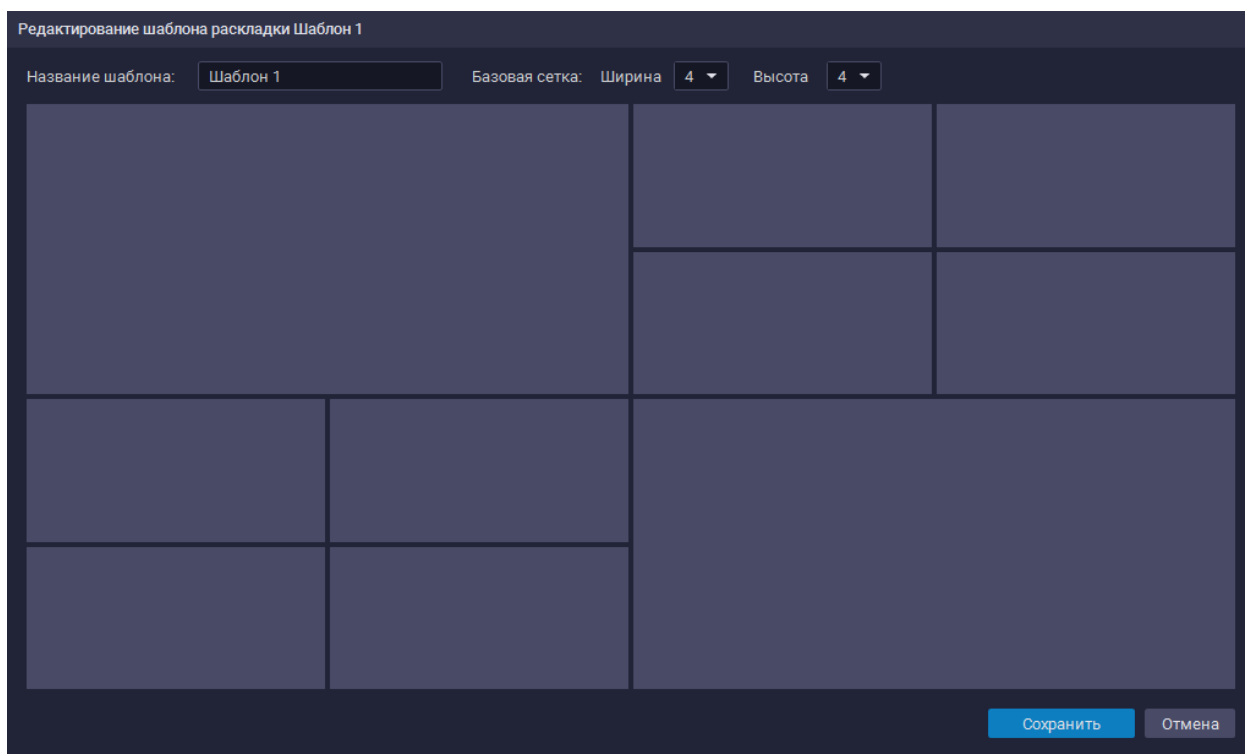 Редактирование шаблона раскладки Шаблон 1
Название шаблона: Шаблон 1 Базовая сетка: Ширина 4 Высота 4
Сохранить Отмена